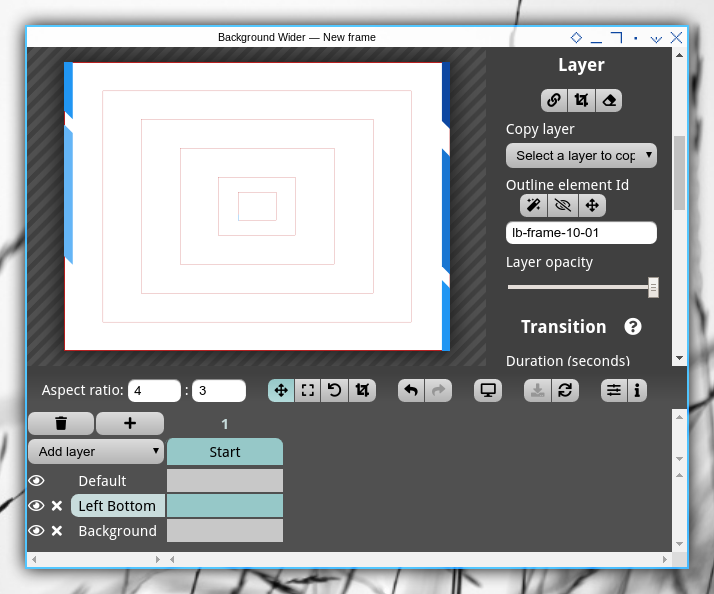 Background Wider — New frame
Layer
Copy layer
Select a layer to cop
Outline element Id
lb-frame-10-01
Layer opacity
Transition ?
Duration (seconds)
Aspect ratio: 4 : 3
1
Add layer Start
Default
Left Bottom
Background